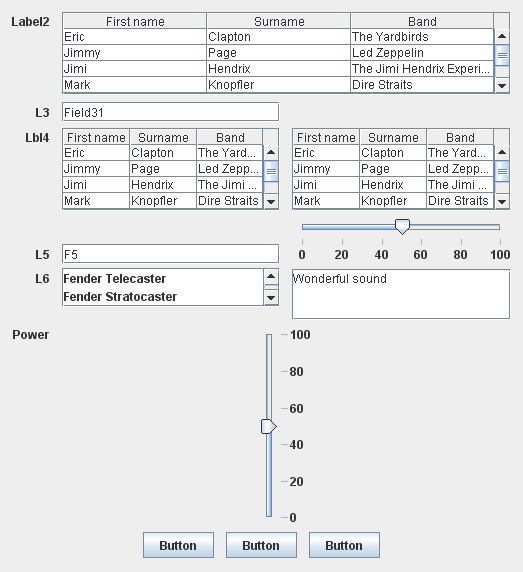 Label2 First name Surname Band
Eric Clapton The Yardbirds
Jimmy Page Led Zeppelin
Jimi Hendrix The Jimi Hendrix Experi...
Mark Knopfler Dire Straits
L3 Field31
Lbl4 First name Surname Band First name Surname Band
Eric Clapton The Yard... Eric Clapton The Yard...
Jimmy Page Led Zepp... Jimmy Page Led Zepp...
Jimi Hendrix The Jimi ... Jimi Hendrix The Jimi ...
Mark Knopfler Dire Straits Mark Knopfler Dire Straits
L5 F5 0 20 40 60 80 100
L6 Fender Telecaster Wonderful sound
Fender Stratocaster
Power 100
80
60
40
20
0
Button Button Button